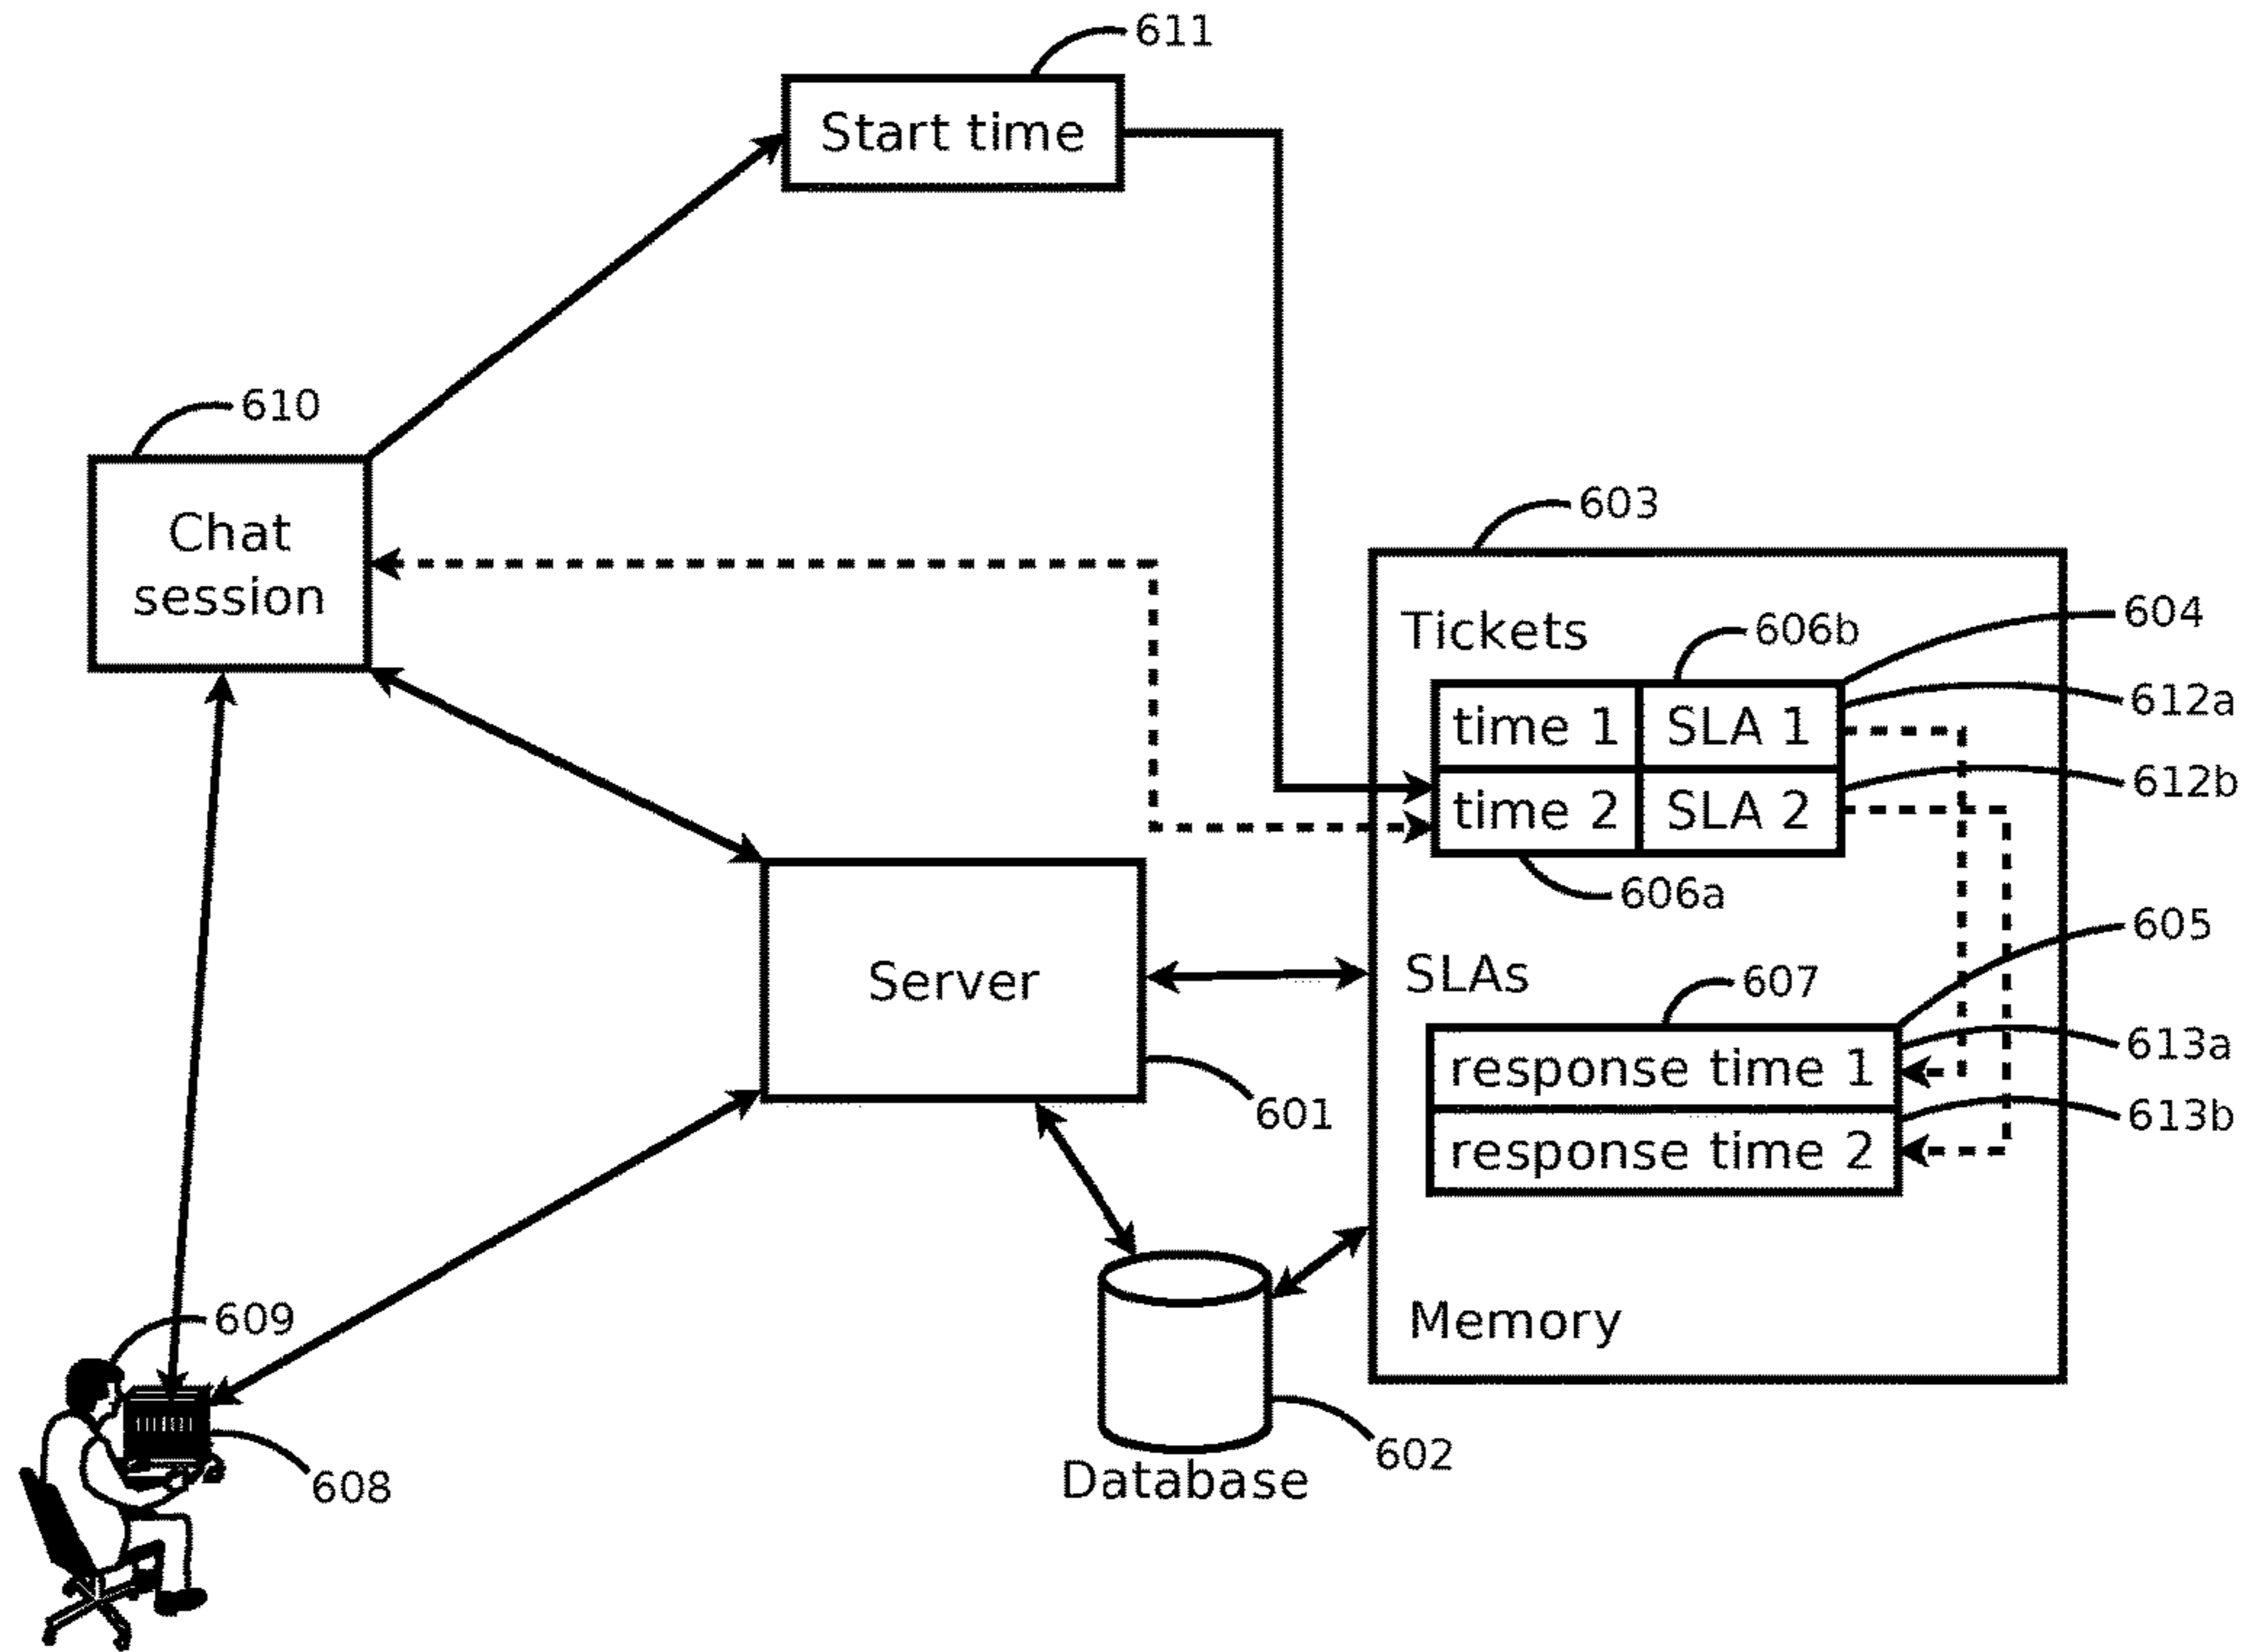 611
Start time
610
Chat
session
603
Tickets
606b
604
612a
time 1 SLA 1
612b
time 2 SLA 2
606a
605
SLAs
607
Server
613a
response time 1
601
613b
response time 2
609
Memory
608
602
Database